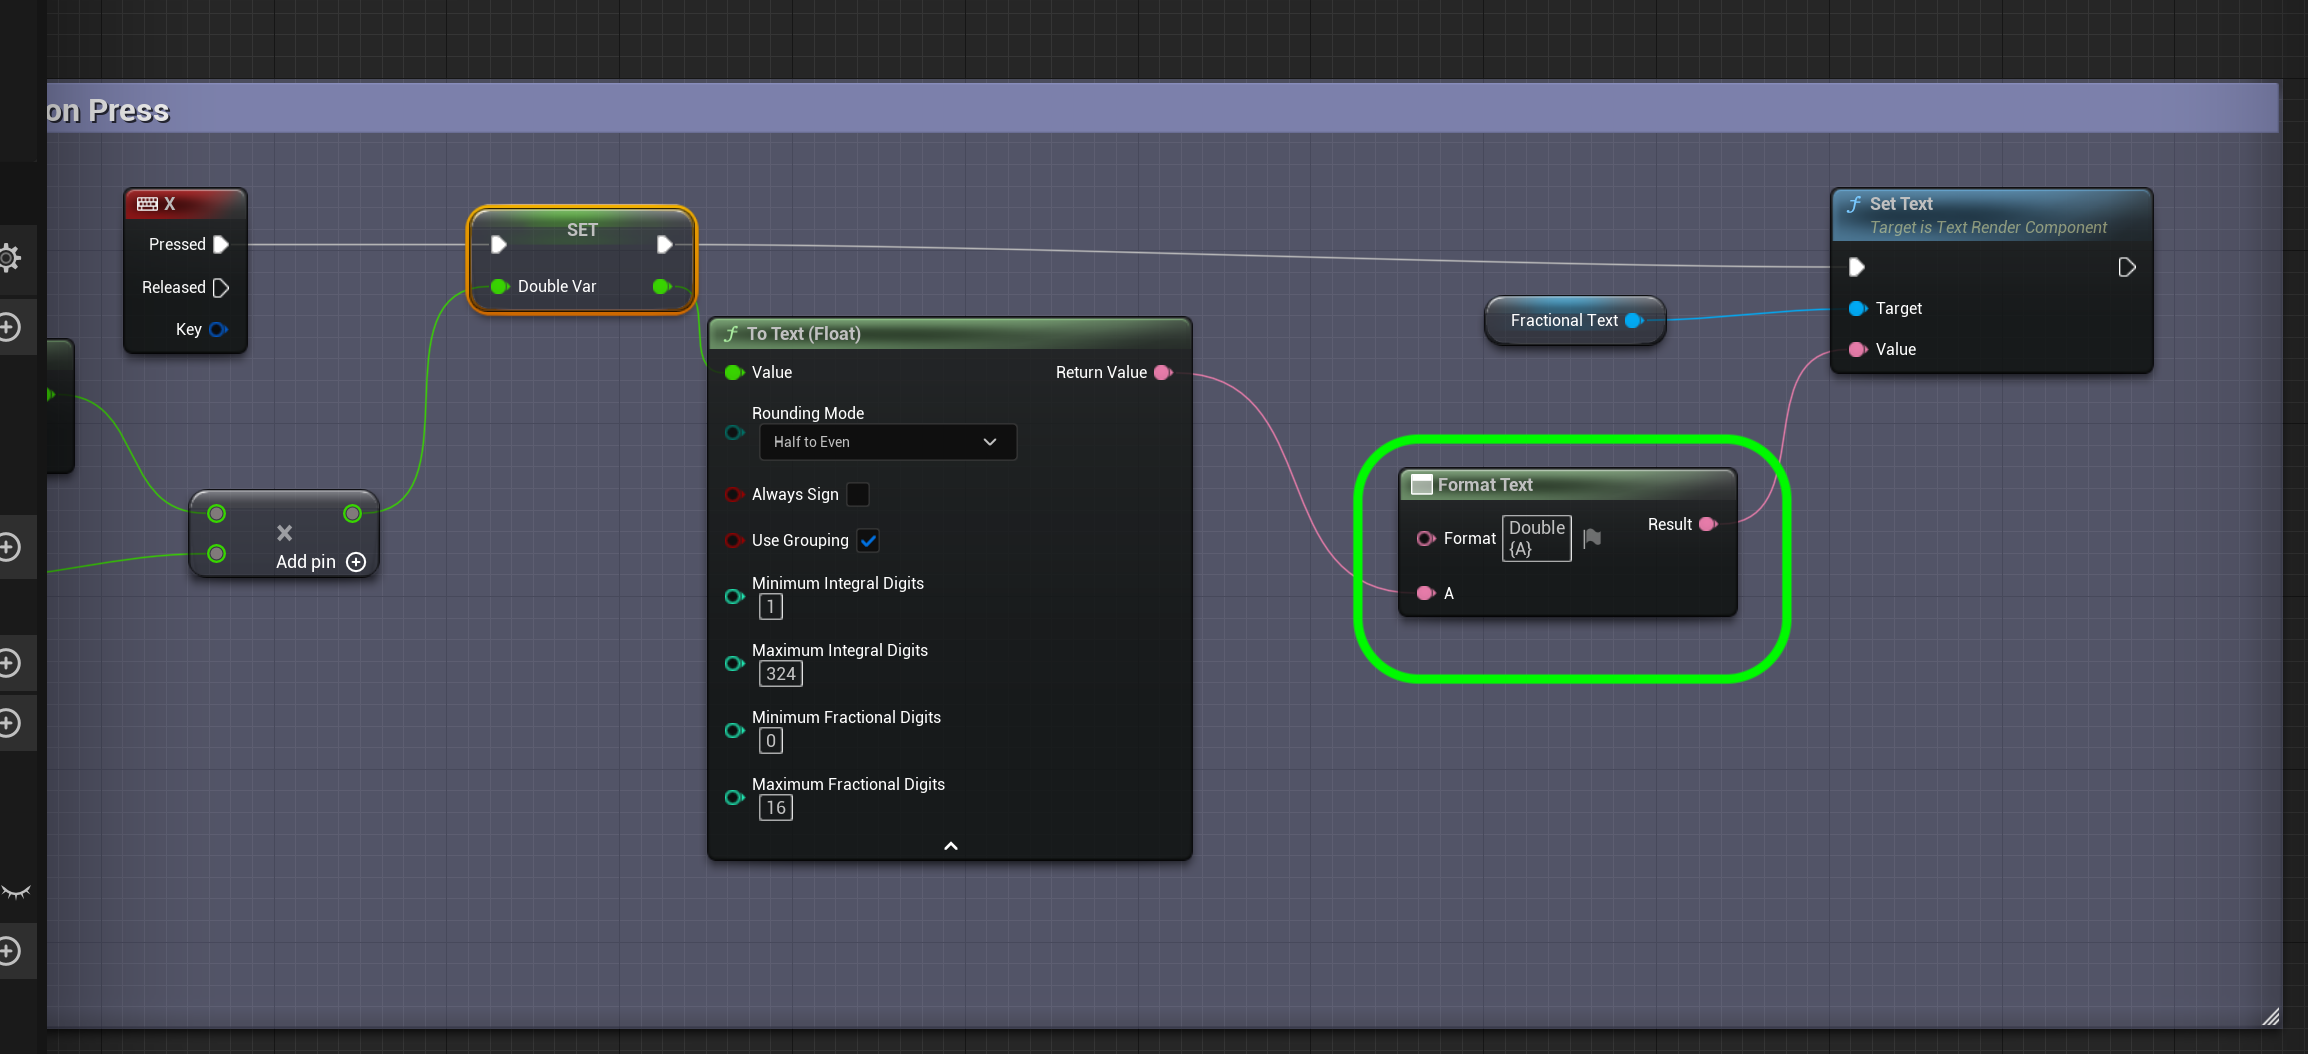 on Press
X
Pressed
Released
Key
SET
Double Var
Add pin
To Text (Float)
Value
Return Value
Rounding Mode
Half to Even
Always Sign
Use Grouping
Minimum Integral Digits
1
Maximum Integral Digits
324
Minimum Fractional Digits
0
Maximum Fractional Digits
16
Fractional Text
Format Text
Format
Double
{A}
Result
A
Set Text
Target is Text Render Component
Target
Value